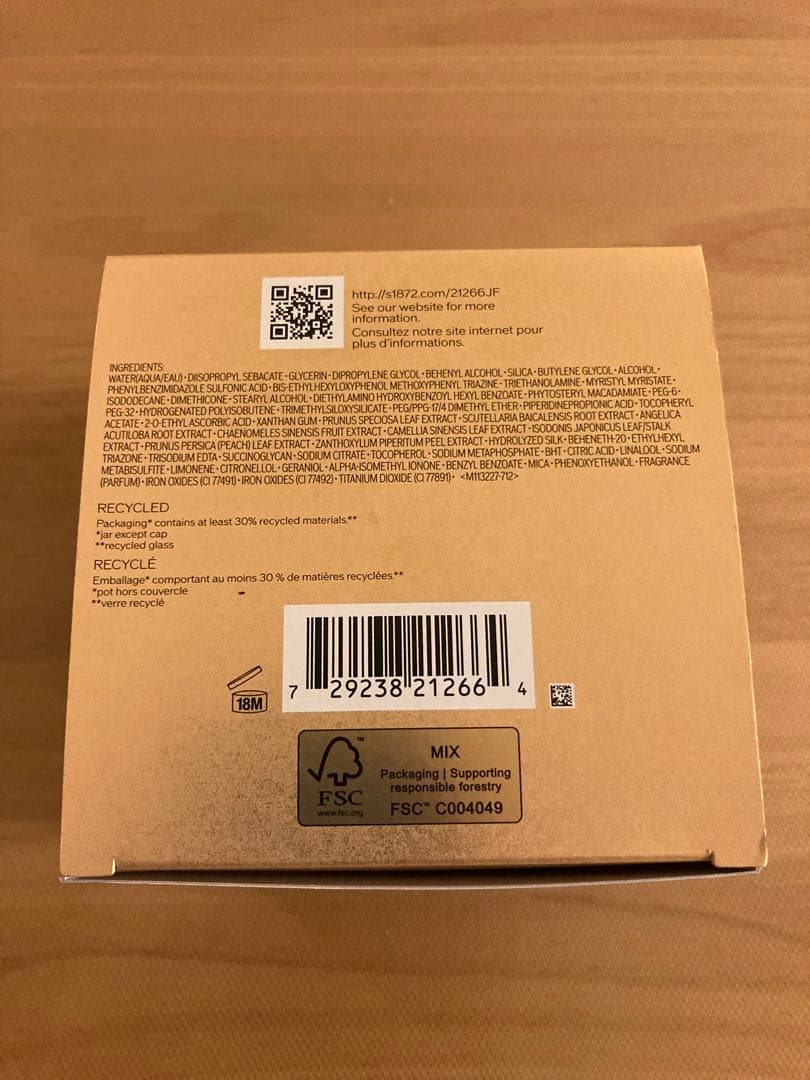 http://s1872.com/21266JF
See our website for more
information.
Consultez notre site internet pour
plus d'informations.
INGREDIENTS:
WATER(AQUA/EAU)·DIISOPROPYL SEBACATE·GLYCERIN·DIPROPYLENE GLYCOL·BEHENYL ALCOHOL·SILICA·BUTYLENE GLYCOL·ALCOHOL·
PHENYLBENZIMIDAZOLE SULFONIC ACID·BIS-ETHYLHEXYLOXYPHENOL METHOXYPHENYL TRIAZINE·TRIETHANOLAMINE·MYRISTYL MYRISTATE·
ISODODECANE·DIMETHICONE·STEARYL ALCOHOL·DIETHYLAMINO HYDROXYBENZOYL HEXYL BENZOATE·PHYTOSTERYL MACADAMIATE·PEG-6·
PEG-32·HYDROGENATED POLYISOBUTENE·TRIMETHYLSILOXYSILICATE·PEG/PPG-17/4 DIMETHYL ETHER·PIPERIDINEPROPIONIC ACID·TOCOPHERYL
ACETATE·2-O-ETHYL ASCORBIC ACID·XANTHAN GUM·PRUNUS SPECIOSA LEAF EXTRACT·SCUTELLARIA BAICALENSIS ROOT EXTRACT·ANGELICA
ACUTILOBA ROOT EXTRACT·CHAENOMELES SINENSIS FRUIT EXTRACT·CAMELLIA SINENSIS LEAF EXTRACT·ISODONIS JAPONICUS LEAF/STALK
EXTRACT·PRUNUS PERSICA (PEACH) LEAF EXTRACT·ZANTHOXYLUM PIPERITUM PEEL EXTRACT·HYDROLYZED SILK·BEHENETH-20·ETHYLHEXYL
TRIAZONE·TRISODIUM EDTA·SUCCINOGLYCAN·SODIUM CITRATE·TOCOPHEROL·SODIUM METAPHOSPHATE·BHT·CITRIC ACID·LINALOOL·SODIUM
METABISULFITE·LIMONENE·CITRONELLOL·GERANIOL·ALPHA-ISOMETHYL IONONE·BENZYL BENZOATE·MICA·PHENOXYETHANOL·FRAGRANCE
(PARFUM)·IRON OXIDES (CI 77491)·IRON OXIDES (CI 77492)·TITANIUM DIOXIDE (CI 77891)· <M113227-712>
RECYCLED
Packaging* contains at least 30% recycled materials.**
*jar except cap
**recycled glass
RECYCLÉ
Emballage* comportant au moins 30 % de matières recyclées.**
*pot hors couvercle
**verre recyclé
18M
7 29238 21266 4
FSC™
www.fsc.org
MIX
Packaging | Supporting
responsible forestry
FSC™ C004049